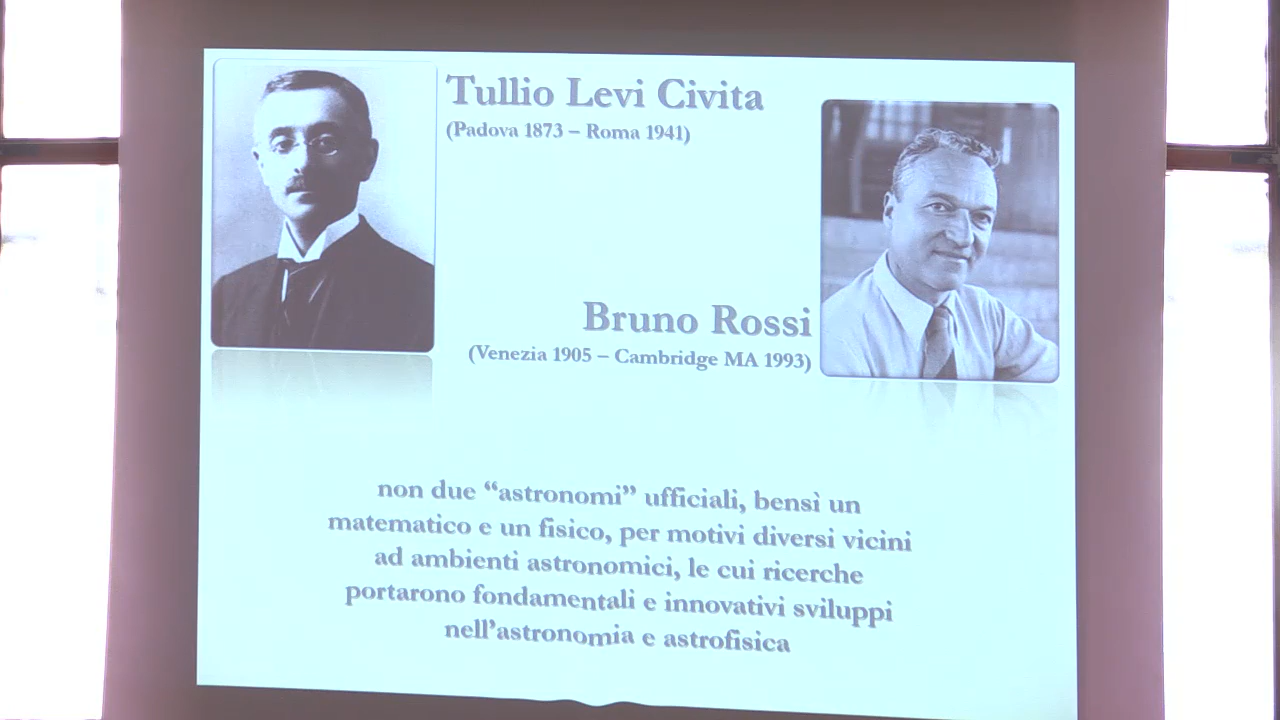 Tullio Levi Civita
(Padova 1873 – Roma 1941)
Bruno Rossi
(Venezia 1905 – Cambridge MA 1993)
non due “astronomi” ufficiali, bensì un
matematico e un fisico, per motivi diversi vicini
ad ambienti astronomici, le cui ricerche
portarono fondamentali e innovativi sviluppi
nell’astronomia e astrofisica